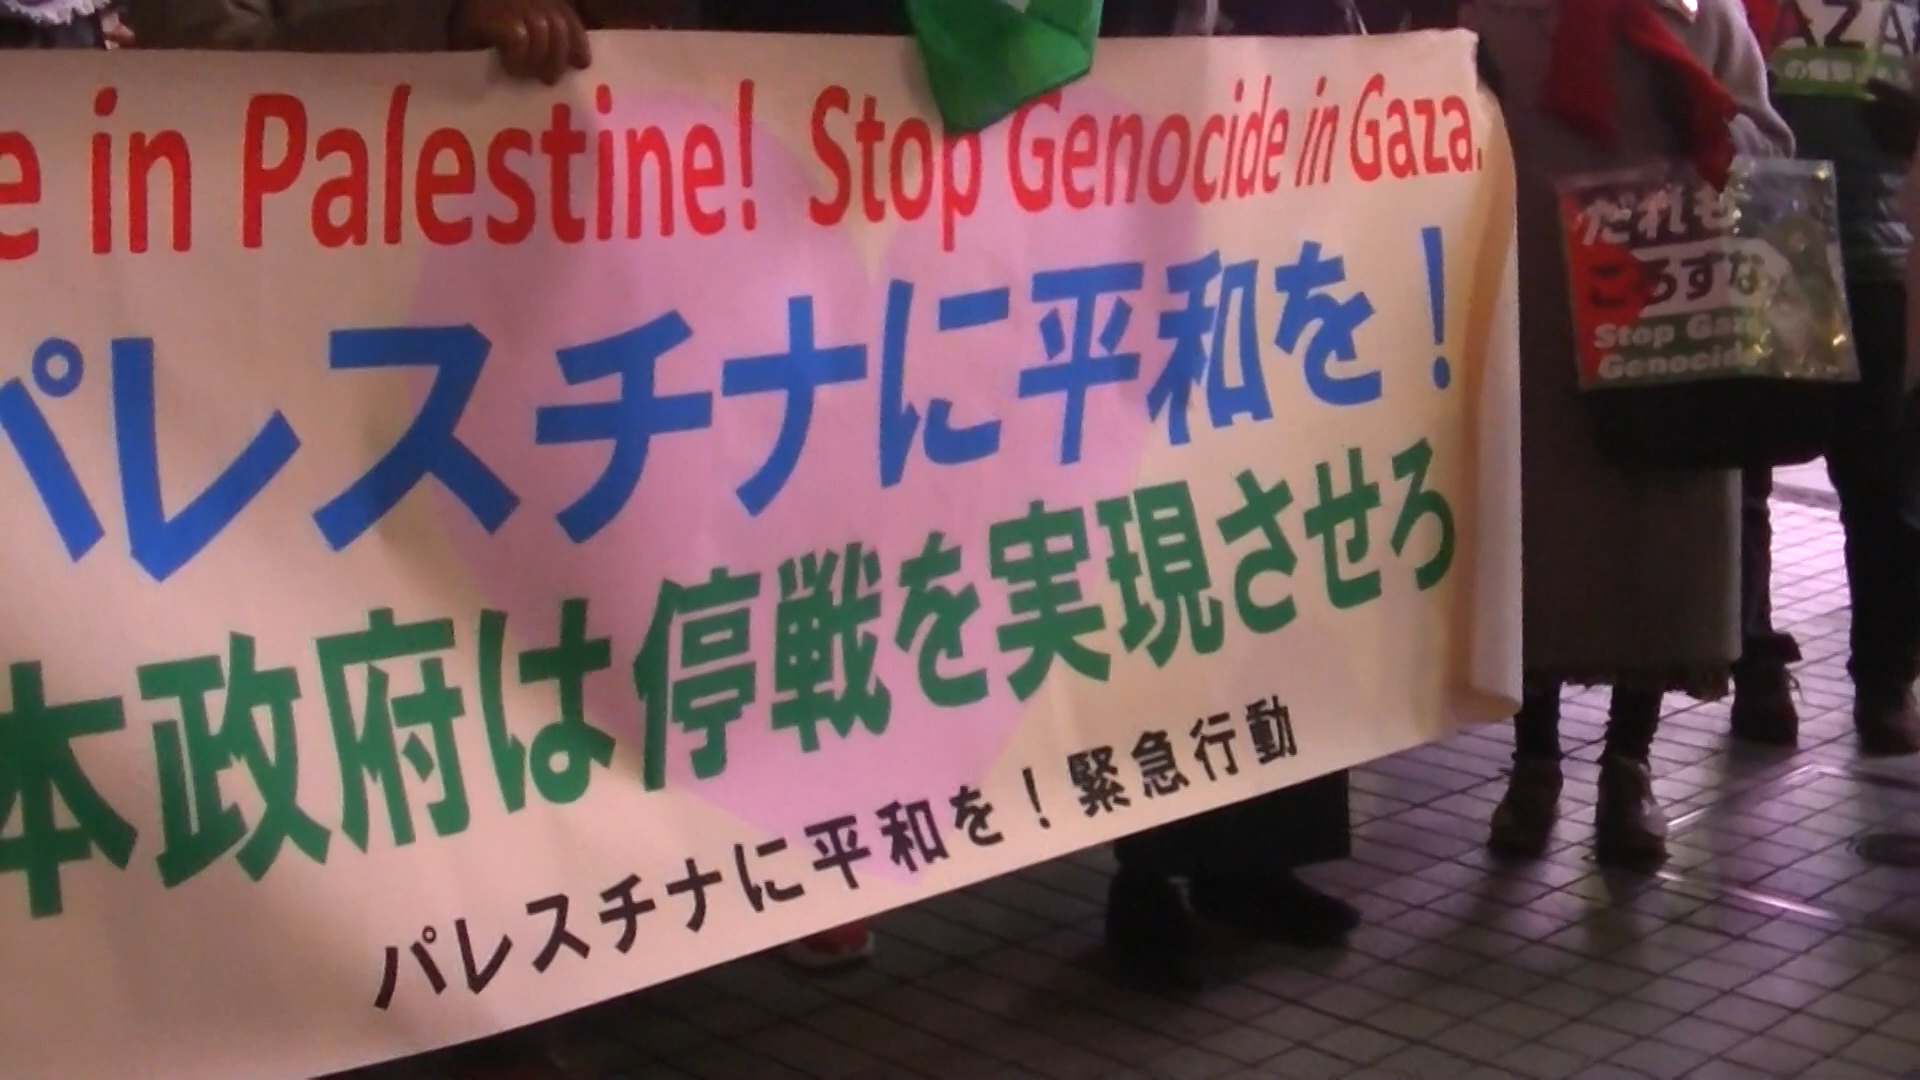 e in Palestine! Stop Genocide in Gaza.
パレスチナに平和を！
本政府は停戦を実現させろ
パレスチナに平和を！緊急行動
だれも
ころすな
Stop Gaza
Genocide
AZA